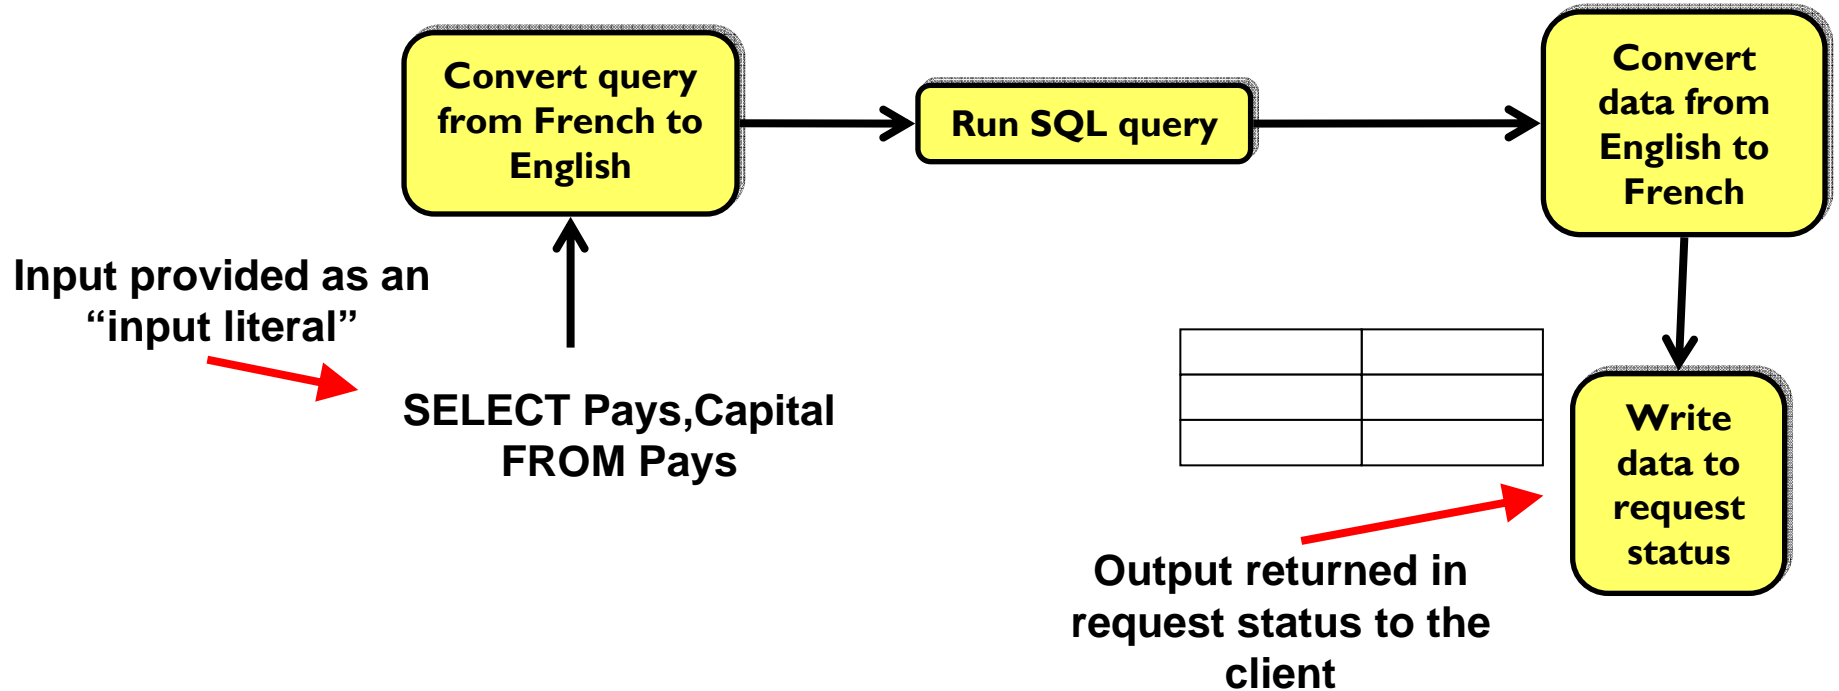 Convert query
from French to
English
Run SQL query
Convert
data from
English to
French
Input provided as an
“input literal”
SELECT Pays,Capital
FROM Pays
Write
data to
request
status
Output returned in
request status to the
client